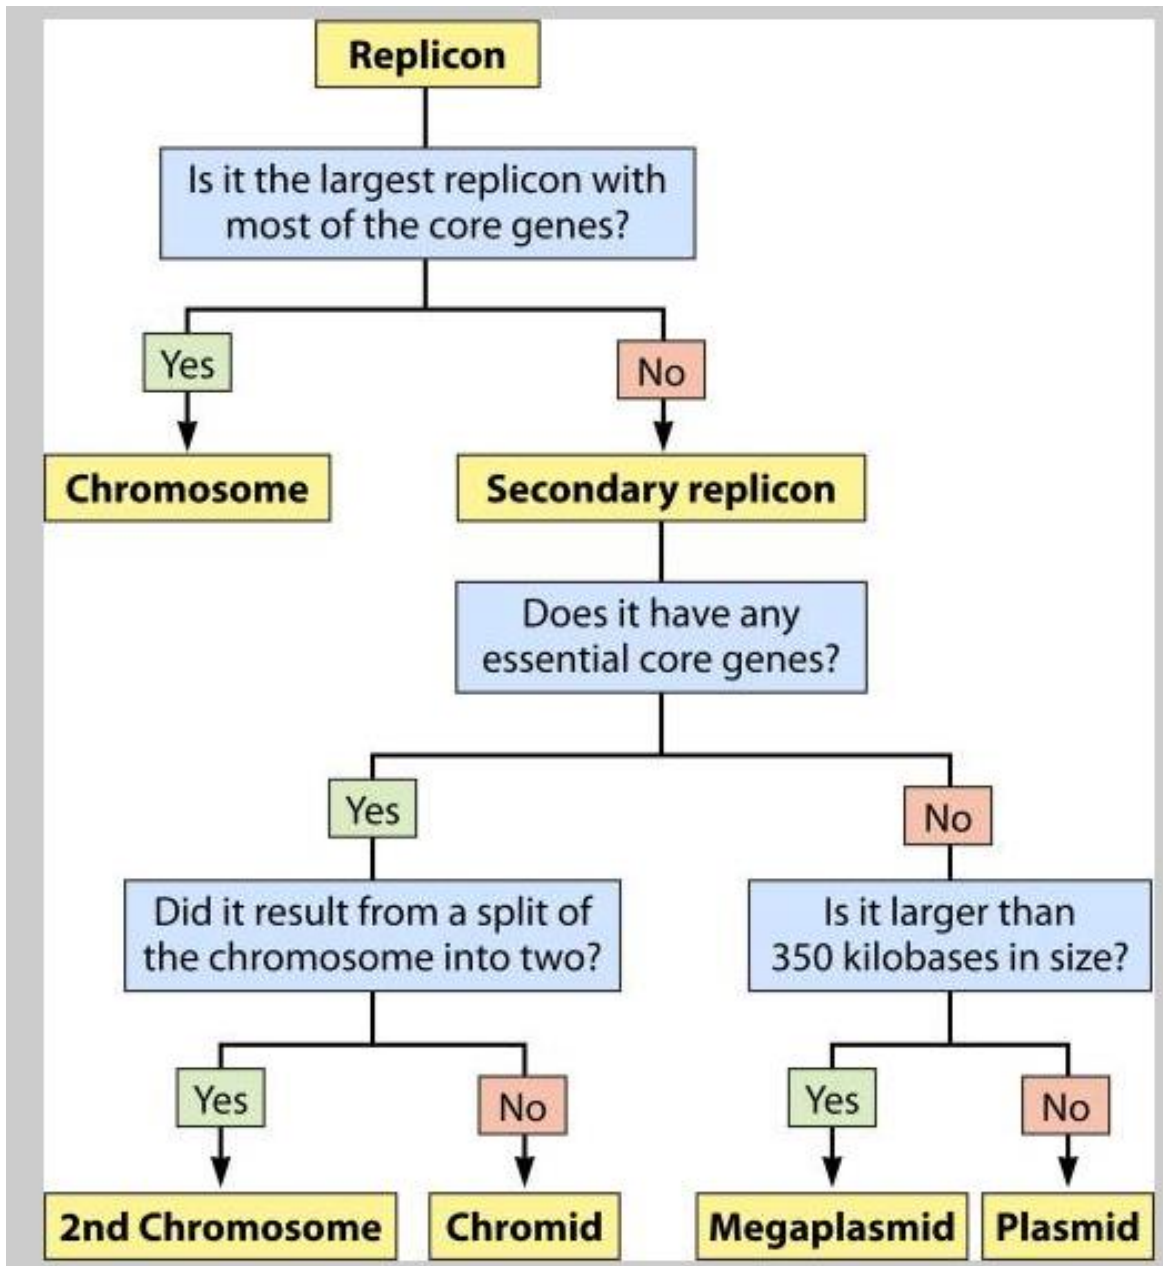 Replicon
Is it the largest replicon with
most of the core genes?
Yes
No
Chromosome
Secondary replicon
Does it have any
essential core genes?
Yes
No
Did it result from a split of
the chromosome into two?
Is it larger than
350 kilobases in size?
Yes
No
Yes
No
2nd Chromosome
Chromid
Megaplasmid
Plasmid